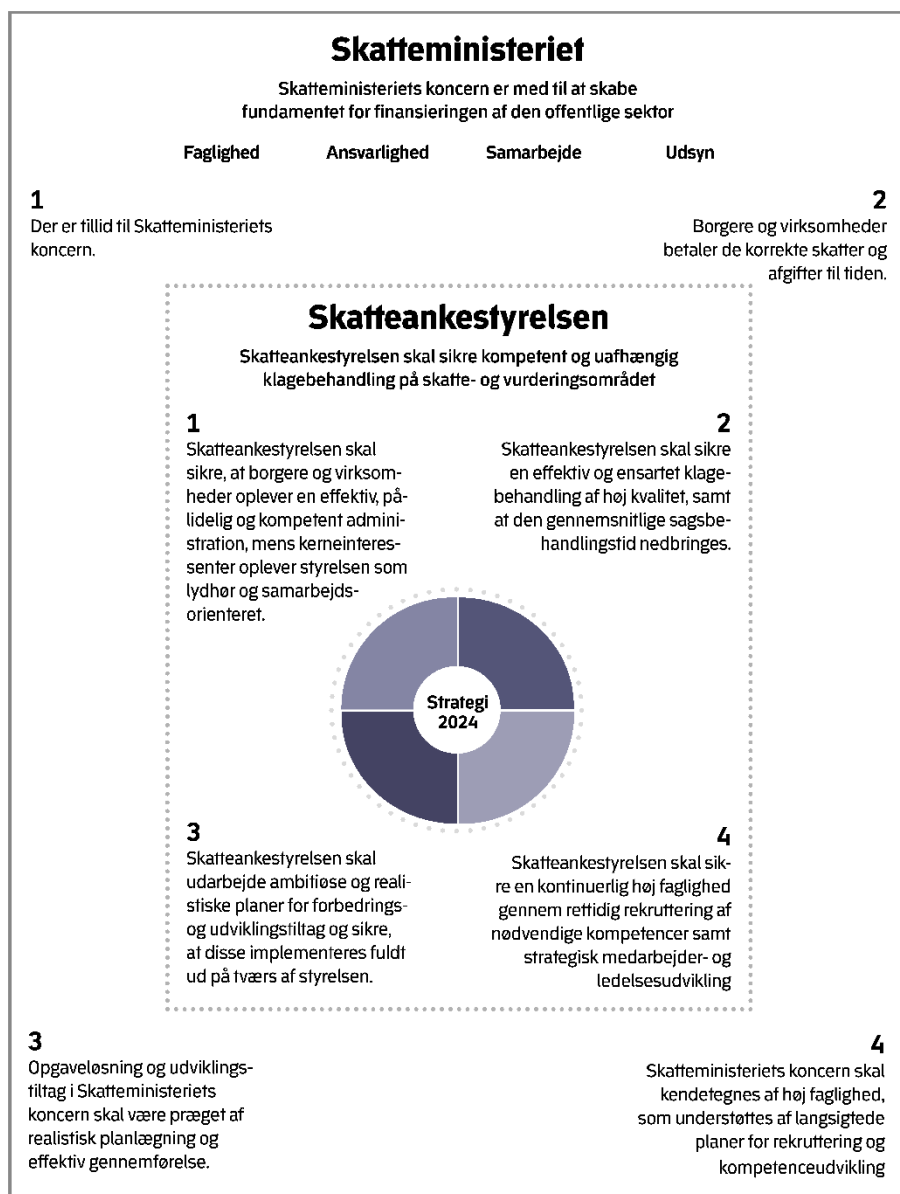 Skatteministeriet
Skatteministeriets koncern er med til at skabe
fundamentet for finansieringen af den offentlige sektor
Faglighed Ansvarlighed Samarbejde Udsyn
1
Der er tillid til Skatteministeriets
koncern.
2
Borgere og virksomheder
betaler de korrekte skatter og
afgifter til tiden.
Skatteankestyrelsen
Skatteankestyrelsen skal sikre kompetent og uafhængig
klagebehandling på skatte- og vurderingsområdet
1
Skatteankestyrelsen skal
sikre, at borgere og virksom-
heder oplever en effektiv, på-
lidelig og kompetent admini-
stration, mens kerneinteres-
senter oplever styrelsen som
lydhør og samarbejds-
orienteret.
2
Skatteankestyrelsen skal sikre
en effektiv og ensartet klage-
behandling af høj kvalitet, samt
at den gennemsnitlige sagsbe-
handlingstid nedbringes.
Strategi
2024
3
Skatteankestyrelsen skal
udarbejde ambitiøse og reali-
stiske planer for forbedrings-
og udviklingstiltag og sikre,
at disse implementeres fuldt
ud på tværs af styrelsen.
4
Skatteankestyrelsen skal sik-
re en kontinuerlig høj faglighed
gennem rettidig rekruttering af
nødvendige kompetencer samt
strategisk medarbejder- og
ledelsesudvikling
3
Opgaveløsning og udviklings-
tiltag i Skatteministeriets
koncern skal være præget af
realistisk planlægning og
effektiv gennemførelse.
4
Skatteministeriets koncern skal
kendetegnes af høj faglighed,
som understøttes af langsigtede
planer for rekruttering og
kompetenceudvikling